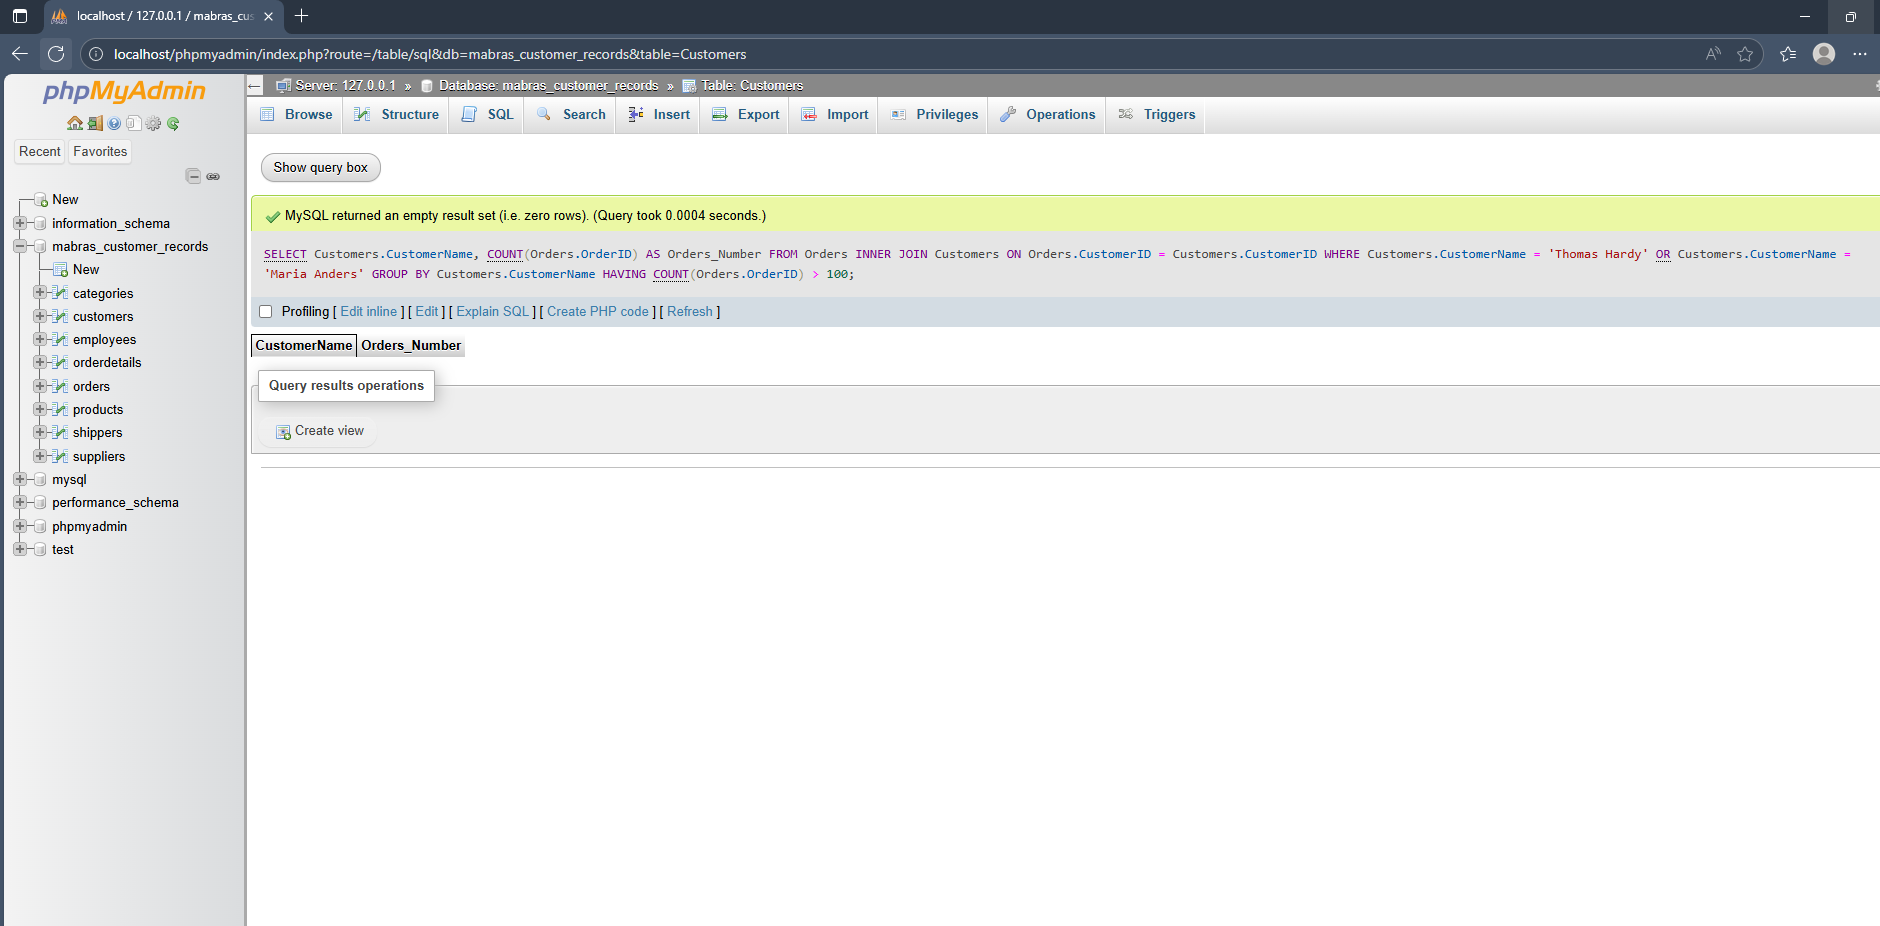 localhost / 127.0.0.1 / mabras_cus
localhost/phpmyadmin/index.php?route=/table/sql&db=mabras_customer_records&table=Customers
phpMyAdmin
Recent Favorites
New
information_schema
mabras_customer_records
New
categories
customers
employees
orderdetails
orders
products
shippers
suppliers
mysql
performance_schema
phpmyadmin
test
Server: 127.0.0.1 » Database: mabras_customer_records » Table: Customers
Browse Structure SQL Search Insert Export Import Privileges Operations Triggers
Show query box
MySQL returned an empty result set (i.e. zero rows). (Query took 0.0004 seconds.)
SELECT Customers.CustomerName, COUNT(Orders.OrderID) AS Orders_Number FROM Orders INNER JOIN Customers ON Orders.CustomerID = Customers.CustomerID WHERE Customers.CustomerName = 'Thomas Hardy' OR Customers.CustomerName =
'Maria Anders' GROUP BY Customers.CustomerName HAVING COUNT(Orders.OrderID) > 100;
Profiling [ Edit inline ] [ Edit ] [ Explain SQL ] [ Create PHP code ] [ Refresh ]
CustomerName Orders_Number
Query results operations
Create view